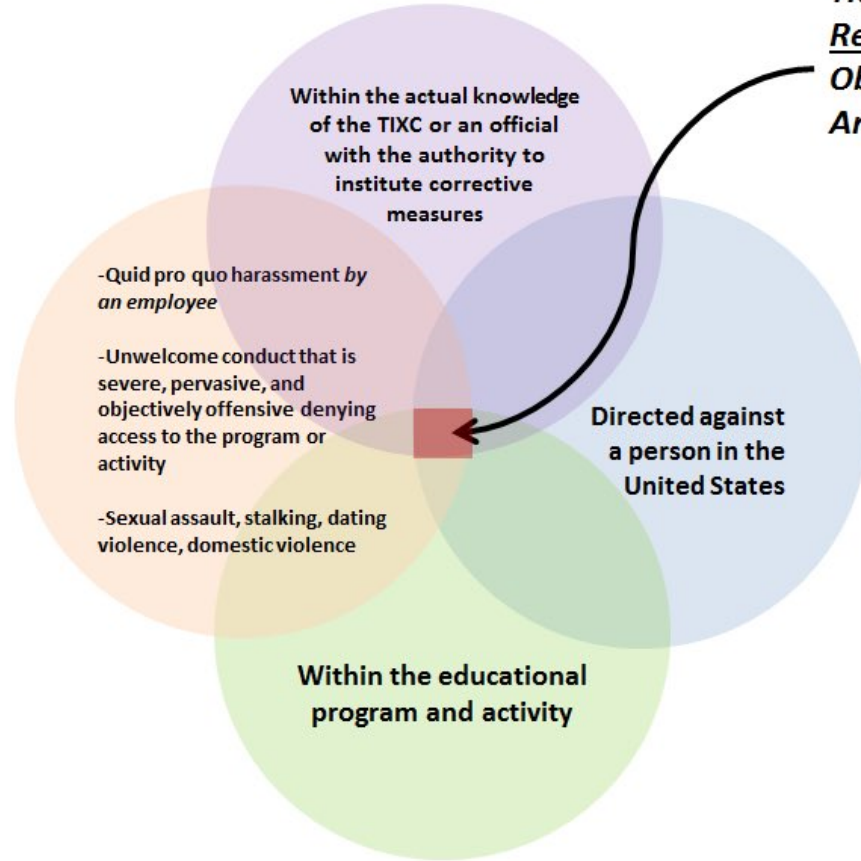 Within the actual knowledge
of the TIXC or an official
with the authority to
institute corrective
measures
-Quid pro quo harassment by
an employee
-Unwelcome conduct that is
severe, pervasive, and
objectively offensive denying
access to the program or
activity
-Sexual assault, stalking, dating
violence, domestic violence
Directed against
a person in the
United States
Within the educational
program and activity